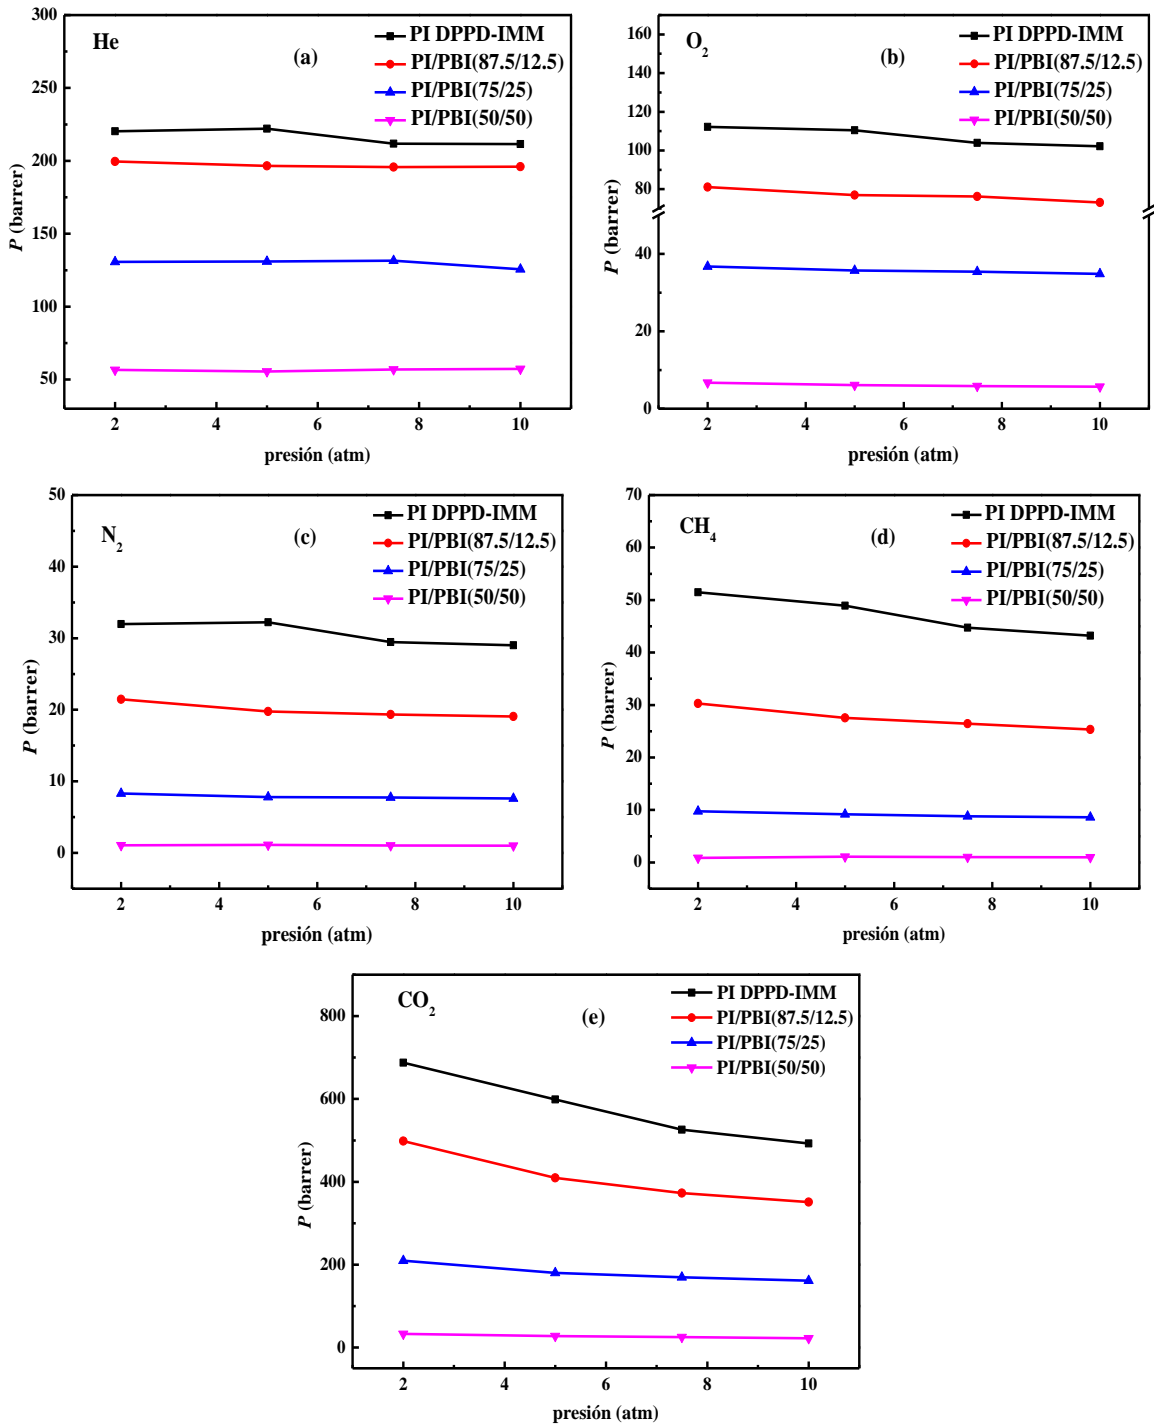 He
(a)
PI DPPD-IMM
PI/PBI(87.5/12.5)
PI/PBI(75/25)
PI/PBI(50/50)
300
250
200
150
100
50
P (barrer)
2 4 6 8 10
presión (atm)
O2
(b)
PI DPPD-IMM
PI/PBI(87.5/12.5)
PI/PBI(75/25)
PI/PBI(50/50)
160
140
120
100
80
40
20
0
P (barrer)
2 4 6 8 10
presión (atm)
N2
(c)
PI DPPD-IMM
PI/PBI(87.5/12.5)
PI/PBI(75/25)
PI/PBI(50/50)
50
40
30
20
10
0
P (barrer)
2 4 6 8 10
presión (atm)
CH4
(d)
PI DPPD-IMM
PI/PBI(87.5/12.5)
PI/PBI(75/25)
PI/PBI(50/50)
70
60
50
40
30
20
10
0
P (barrer)
2 4 6 8 10
presión (atm)
CO2
(e)
PI DPPD-IMM
PI/PBI(87.5/12.5)
PI/PBI(75/25)
PI/PBI(50/50)
800
600
400
200
0
P (barrer)
2 4 6 8 10
presión (atm)